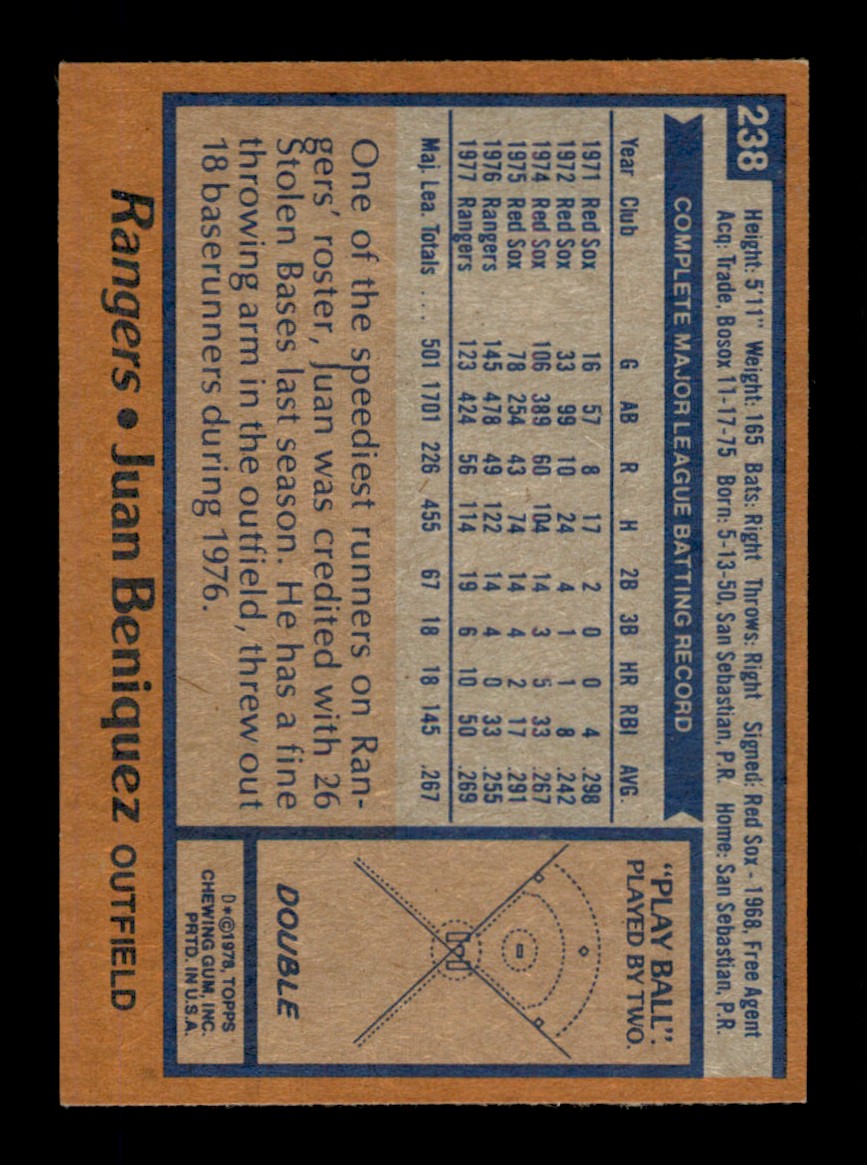 238
Height: 5'11" Weight: 165 Bats: Right Throws: Right Signed: Red Sox - 1968, Free Agent
Acq: Trade, Bosox 11-17-75 Born: 5-13-50, San Sebastian, P.R. Home: San Sebastian, P.R.
COMPLETE MAJOR LEAGUE BATTING RECORD
Year Club G AB R H 2B 3B HR RBI AVG.
1971 Red Sox 16 57 8 17 2 0 0 4 .298
1972 Red Sox 33 99 10 24 4 1 1 8 .242
1974 Red Sox 106 389 60 104 14 3 5 33 .267
1975 Red Sox 78 254 43 74 14 4 2 17 .291
1976 Rangers 145 478 49 122 14 4 0 33 .255
1977 Rangers 123 424 56 114 19 6 10 50 .269
Maj. Lea. Totals .... 501 1701 226 455 67 18 18 145 .267
One of the speediest runners on Ran-
gers' roster, Juan was credited with 26
Stolen Bases last season. He has a fine
throwing arm in the outfield, threw out
18 baserunners during 1976.
"PLAY BALL":
PLAYED BY TWO.
DOUBLE
D*©1978, TOPPS
CHEWING GUM, INC.
PRTD. IN U.S.A.
Rangers • Juan Beniquez OUTFIELD